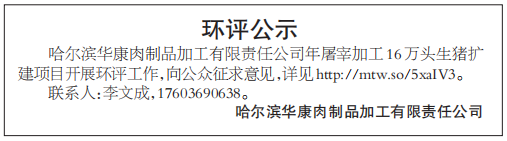 环评公示
哈尔滨华康肉制品加工有限责任公司年屠宰加工16万头生猪扩
建项目开展环评工作,向公众征求意见,详见http://mtw.so/5xaIV3。
联系人:李文成,17603690638。
哈尔滨华康肉制品加工有限责任公司